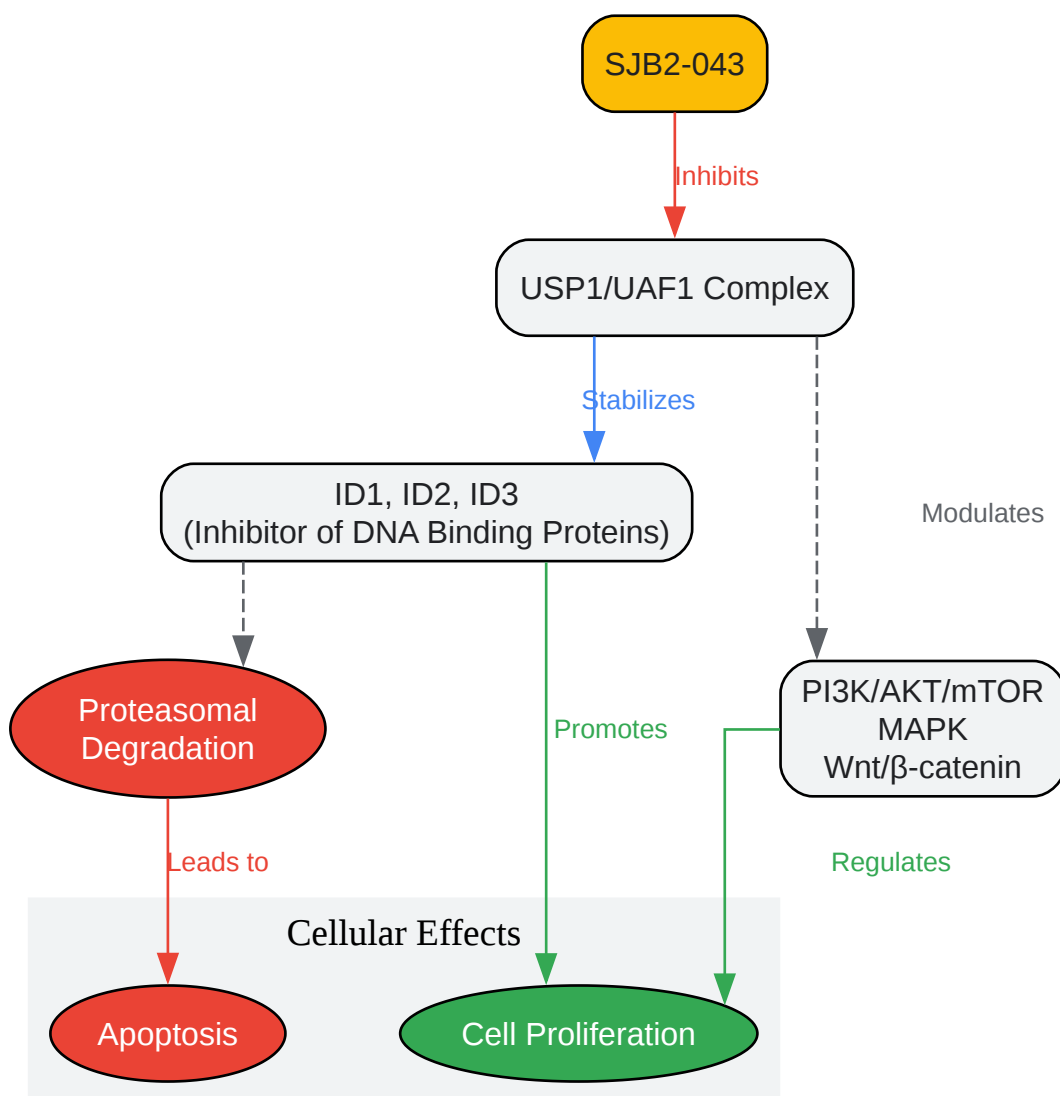 SJB2-043
Inhibits
USP1/UAF1 Complex
Stabilizes
ID1, ID2, ID3
(Inhibitor of DNA Binding Proteins)
Modulates
Proteasomal
Degradation
Promotes
PI3K/AKT/mTOR
MAPK
Wnt/β-catenin
Leads to
Regulates
Cellular Effects
Apoptosis
Cell Proliferation